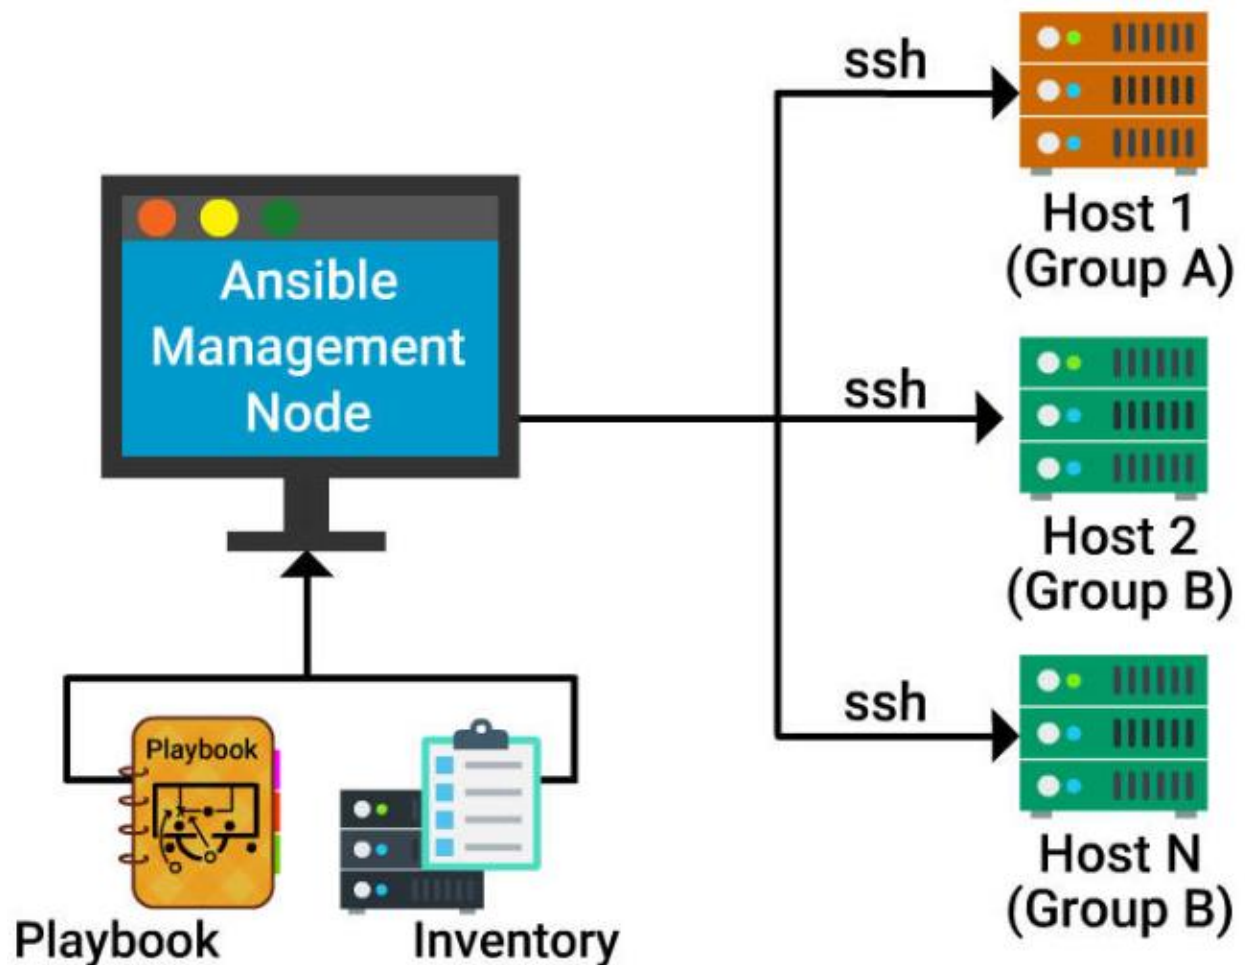 Ansible
Management
Node
ssh
Host 1
(Group A)
ssh
Host 2
(Group B)
ssh
Host N
(Group B)
Playbook
Playbook
Inventory